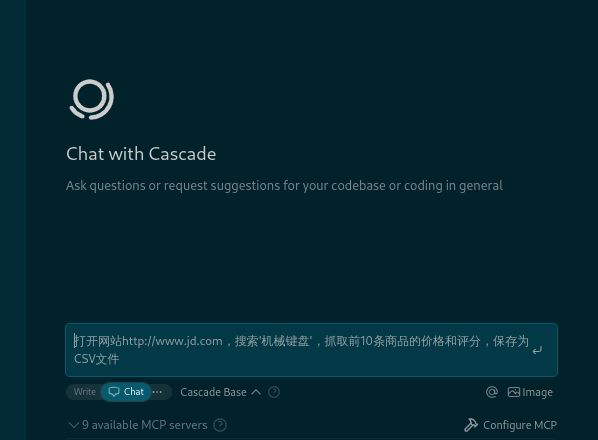 Chat with Cascade
Ask questions or request suggestions for your codebase or coding in general
打开网站http://www.jd.com，搜索'机械键盘'，抓取前10条商品的价格和评分，保存为
CSV文件
Write Chat ··· Cascade Base Image
9 available MCP servers Configure MCP